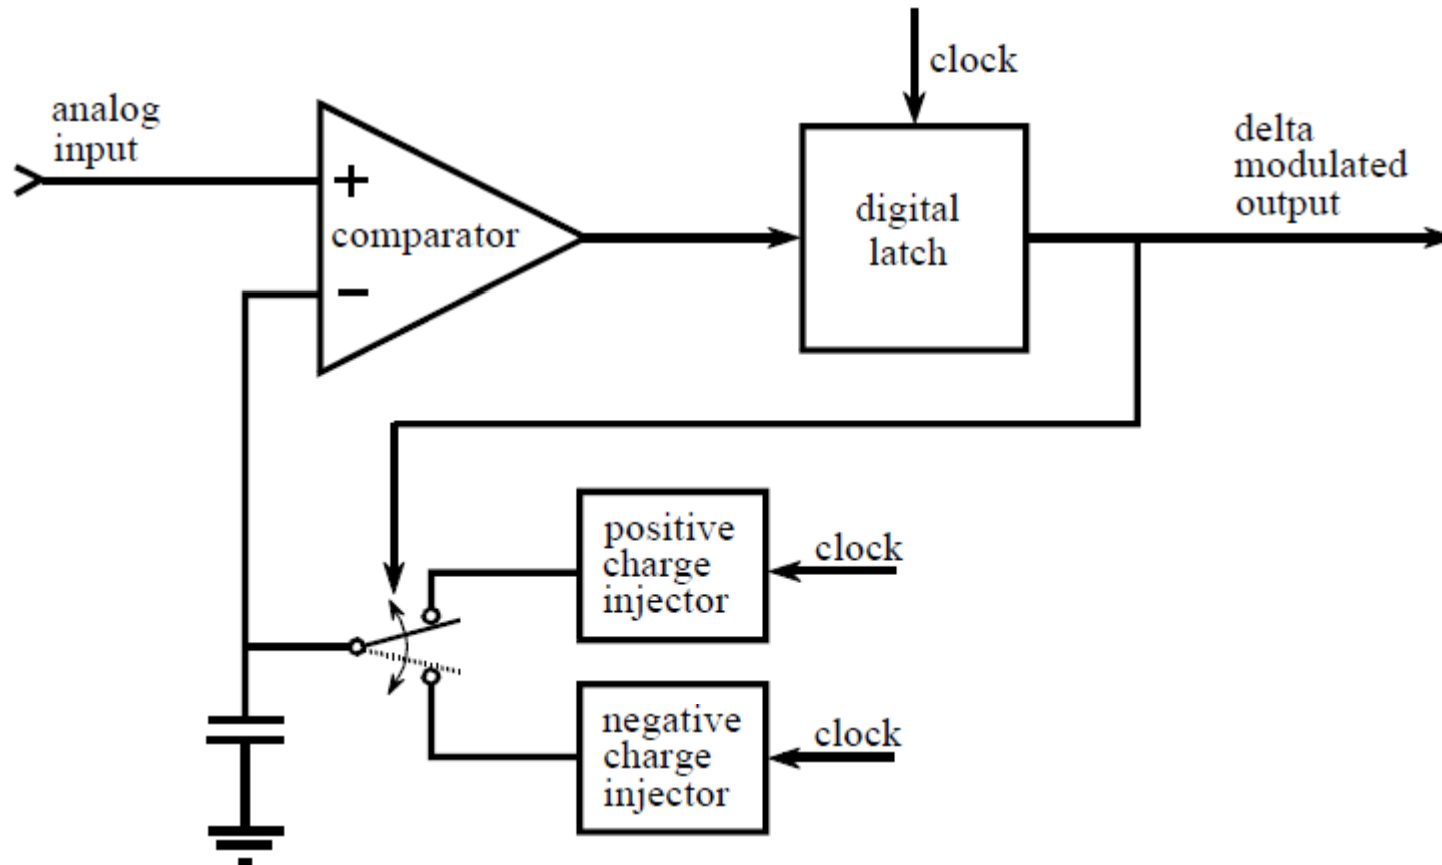 clock
analog
input
+
comparator
−
digital
latch
delta
modulated
output
positive
charge
injector
clock
negative
charge
injector
clock